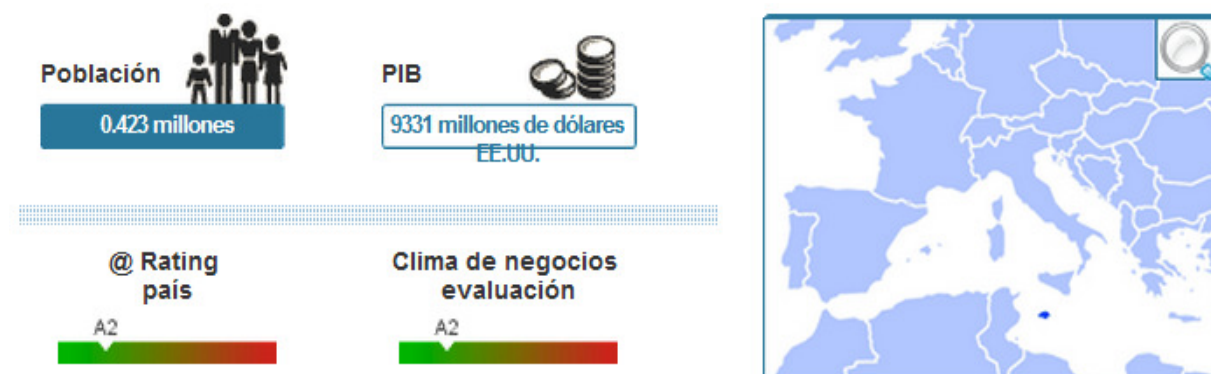 Población
0.423 millones
PIB
9331 millones de dólares
EE.UU.
@ Rating
país
A2
Clima de negocios
evaluación
A2